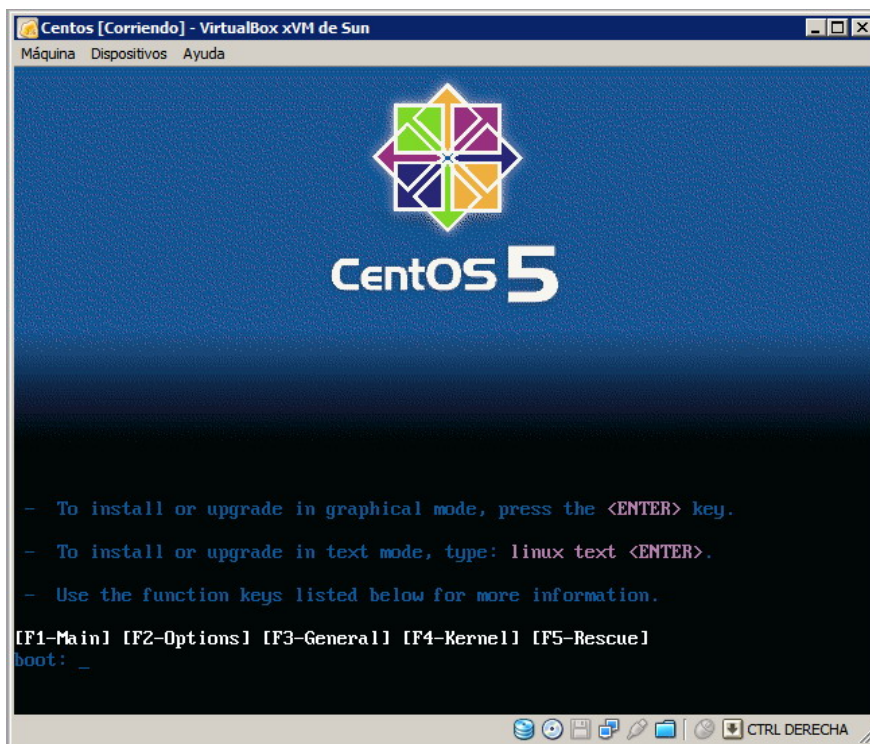 Centos [Corriendo] - VirtualBox xVM de Sun
Máquina Dispositivos Ayuda
CentOS 5
- To install or upgrade in graphical mode, press the <ENTER> key.
- To install or upgrade in text mode, type: linux text <ENTER>.
- Use the function keys listed below for more information.
[F1-Main] [F2-Options] [F3-General] [F4-Kernel] [F5-Rescue]
boot: _
CTRL DERECHA